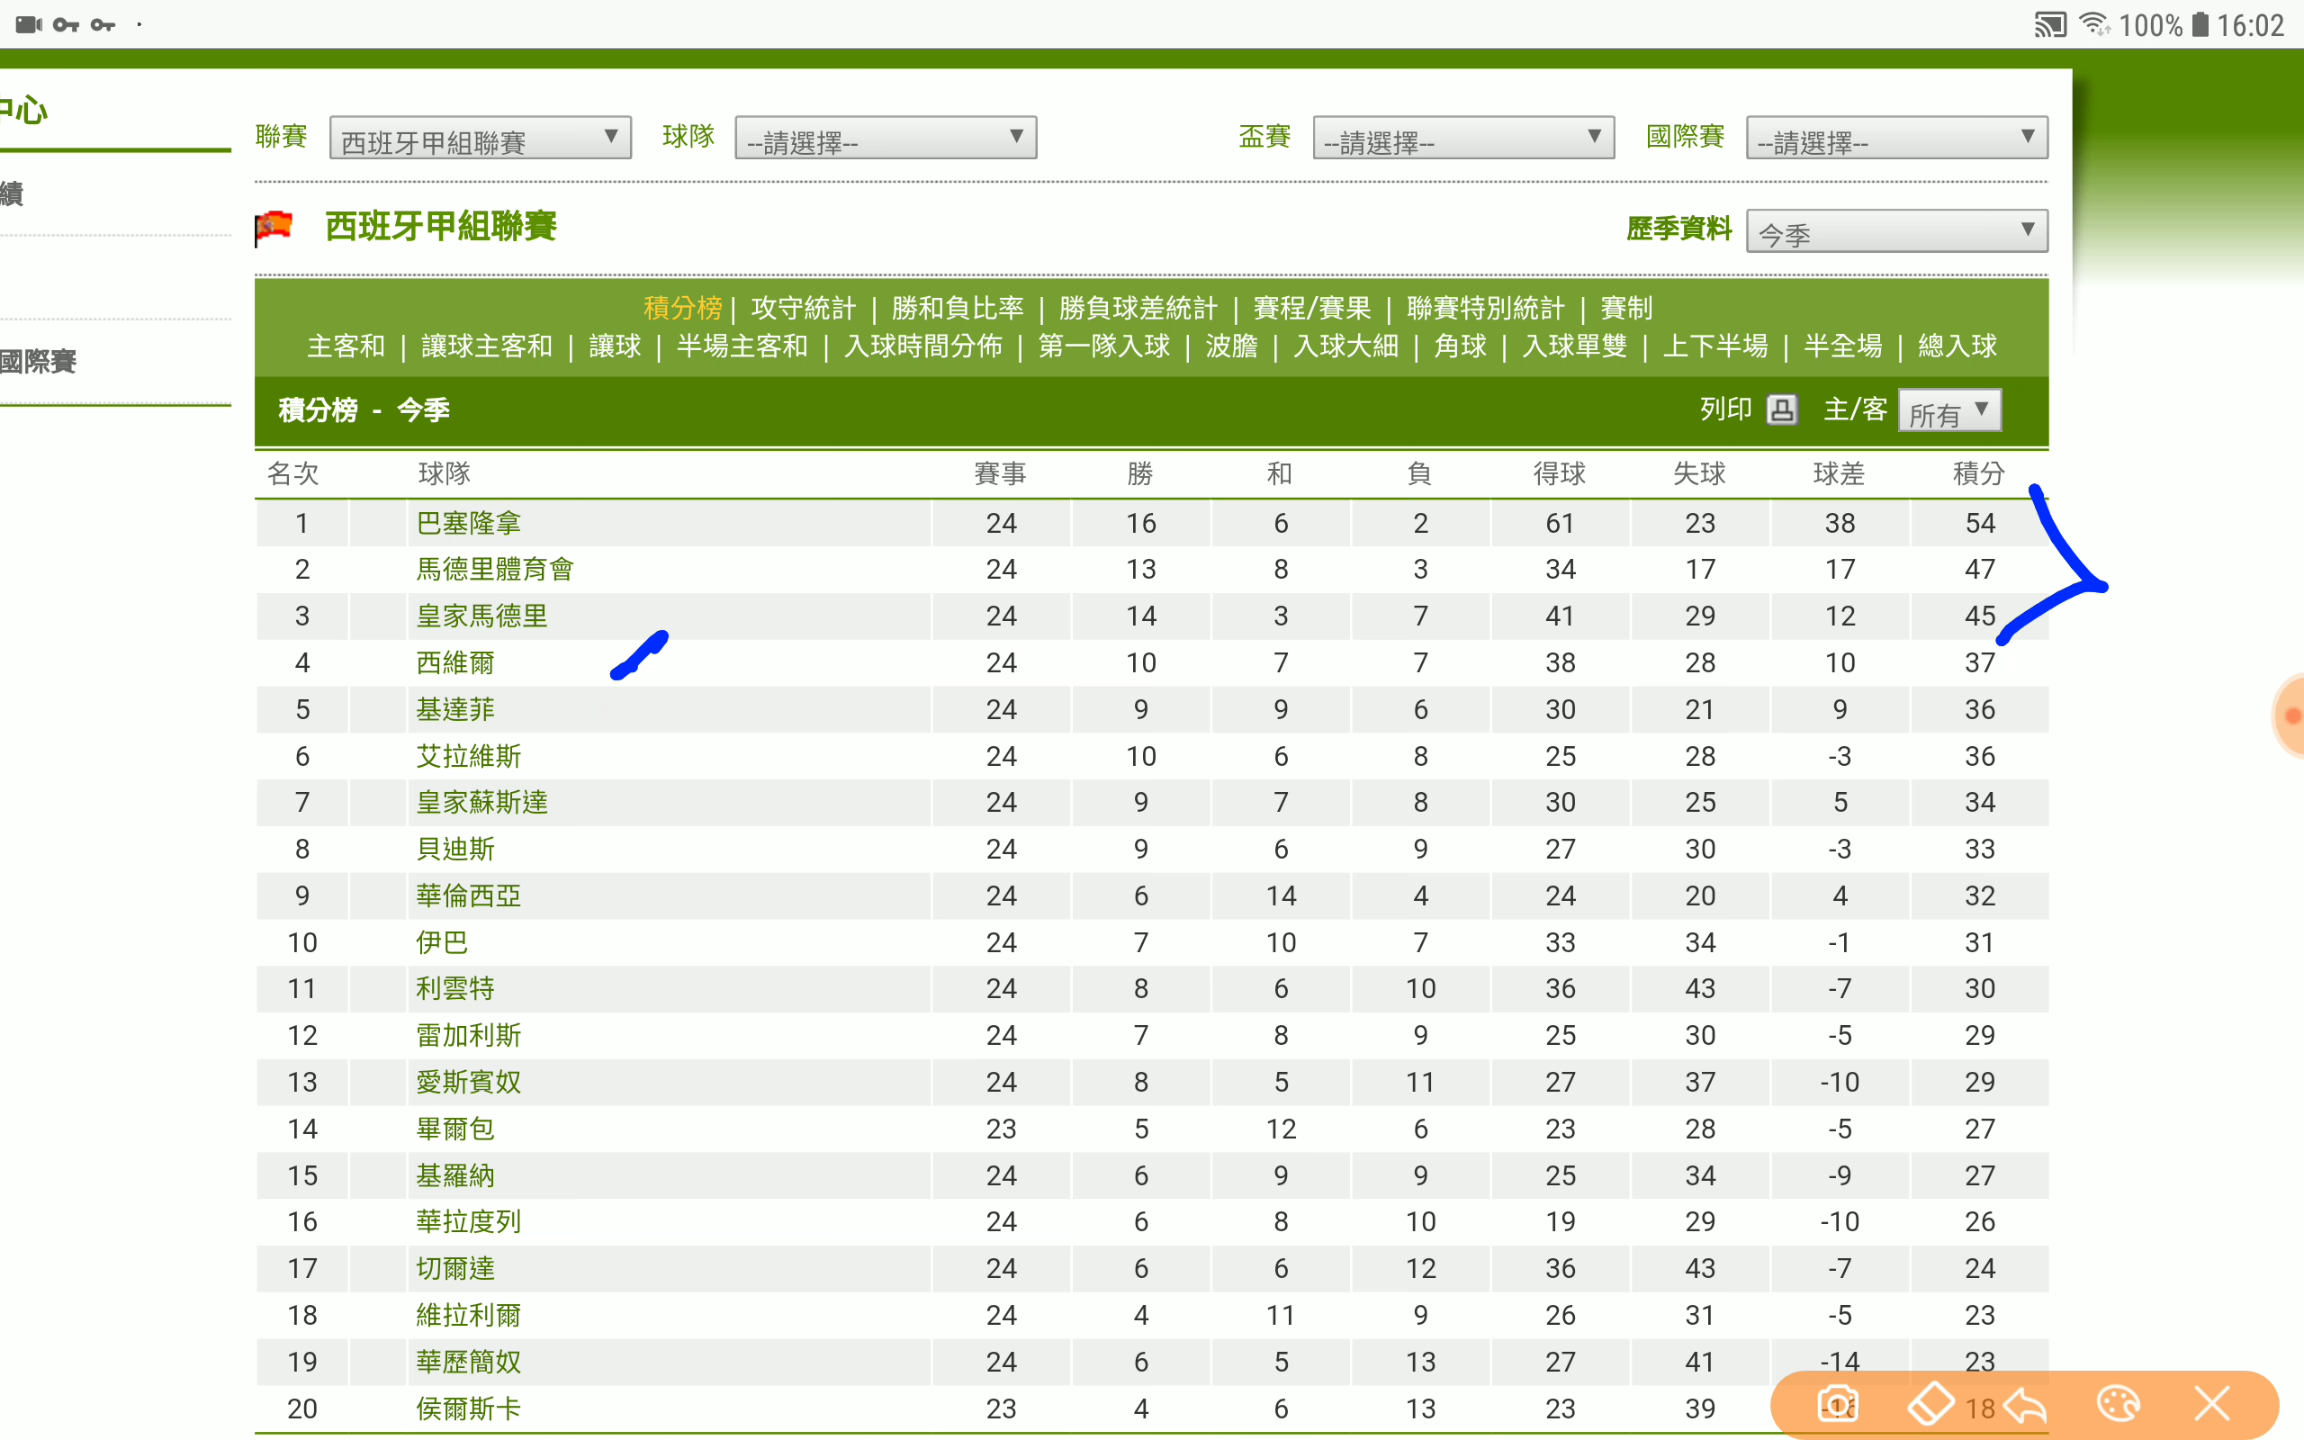 100% 16:02
中心
聯賽 西班牙甲組聯賽 球隊 --請選擇-- 盃賽 --請選擇-- 國際賽 --請選擇--
績
西班牙甲組聯賽 歷季資料 今季
積分榜 | 攻守統計 | 勝和負比率 | 勝負球差統計 | 賽程/賽果 | 聯賽特別統計 | 賽制
主客和 | 讓球主客和 | 讓球 | 半場主客和 | 入球時間分佈 | 第一隊入球 | 波膽 | 入球大細 | 角球 | 入球單雙 | 上下半場 | 半全場 | 總入球
國際賽
積分榜 - 今季 列印 主/客 所有
名次 球隊 賽事 勝 和 負 得球 失球 球差 積分
1 巴塞隆拿 24 16 6 2 61 23 38 54
2 馬德里體育會 24 13 8 3 34 17 17 47
3 皇家馬德里 24 14 3 7 41 29 12 45
4 西維爾 24 10 7 7 38 28 10 37
5 基達菲 24 9 9 6 30 21 9 36
6 艾拉維斯 24 10 6 8 25 28 -3 36
7 皇家蘇斯達 24 9 7 8 30 25 5 34
8 貝迪斯 24 9 6 9 27 30 -3 33
9 華倫西亞 24 6 14 4 24 20 4 32
10 伊巴 24 7 10 7 33 34 -1 31
11 利雲特 24 8 6 10 36 43 -7 30
12 雷加利斯 24 7 8 9 25 30 -5 29
13 愛斯賓奴 24 8 5 11 27 37 -10 29
14 畢爾包 23 5 12 6 23 28 -5 27
15 基羅納 24 6 9 9 25 34 -9 27
16 華拉度列 24 6 8 10 19 29 -10 26
17 切爾達 24 6 6 12 36 43 -7 24
18 維拉利爾 24 4 11 9 26 31 -5 23
19 華歷簡奴 24 6 5 13 27 41 -14 23
20 侯爾斯卡 23 4 6 13 23 39 -16 18